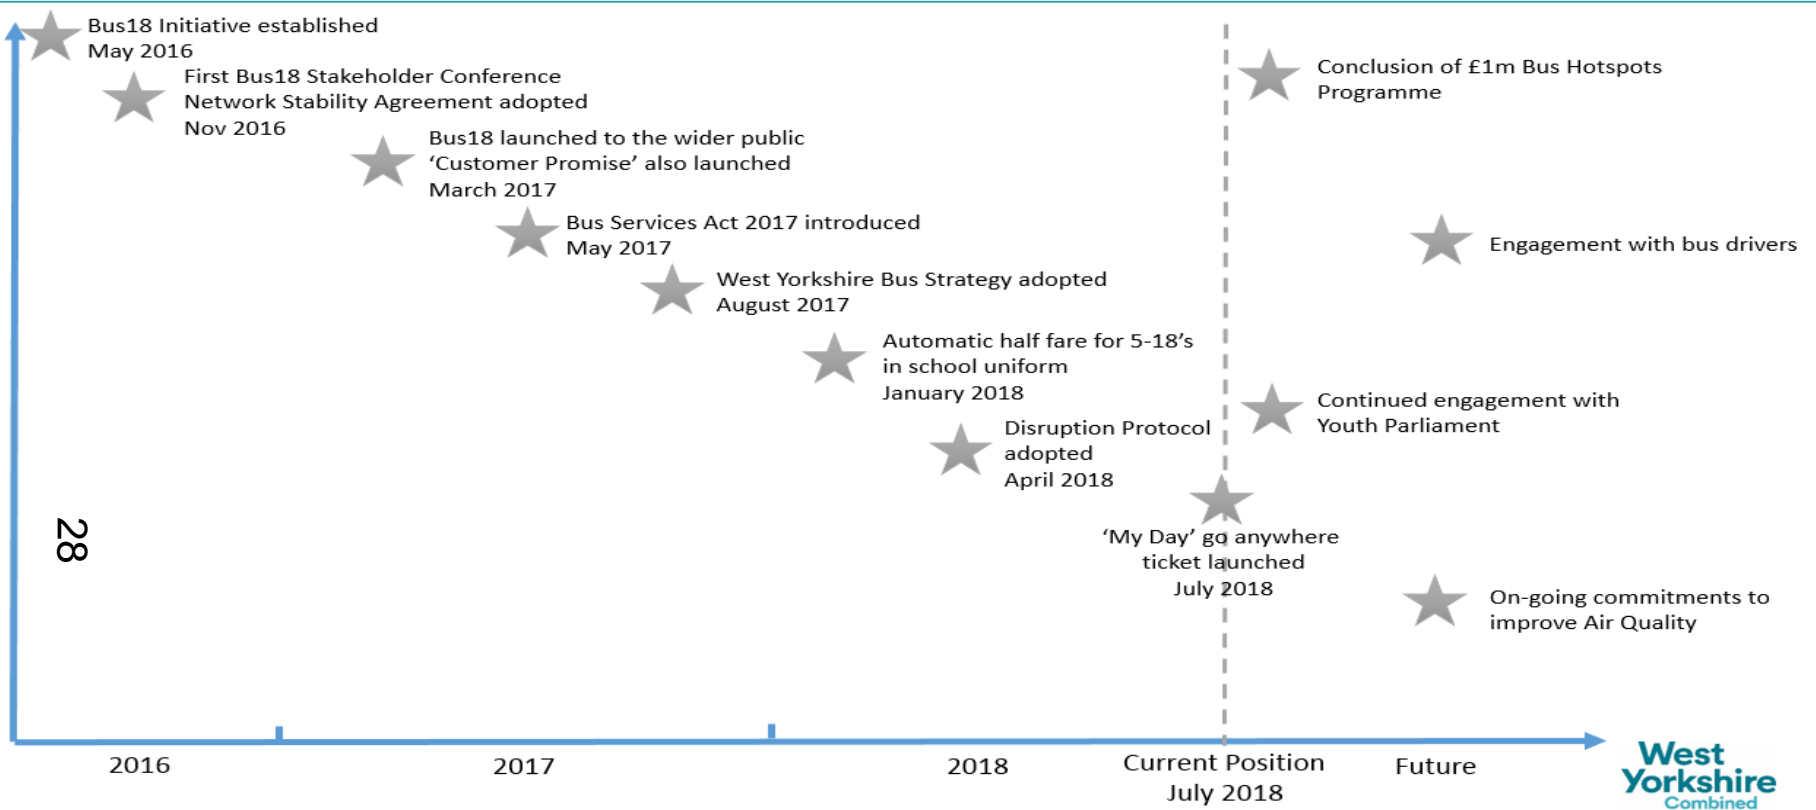 Bus18 Initiative established
May 2016
First Bus18 Stakeholder Conference
Network Stability Agreement adopted
Nov 2016
Bus18 launched to the wider public
‘Customer Promise’ also launched
March 2017
Bus Services Act 2017 introduced
May 2017
West Yorkshire Bus Strategy adopted
August 2017
Automatic half fare for 5-18’s
in school uniform
January 2018
Disruption Protocol
adopted
April 2018
‘My Day’ go anywhere
ticket launched
July 2018
Conclusion of £1m Bus Hotspots
Programme
Engagement with bus drivers
Continued engagement with
Youth Parliament
On-going commitments to
improve Air Quality
28
2016
2017
2018
Current Position
July 2018
Future
West
Yorkshire
Combined